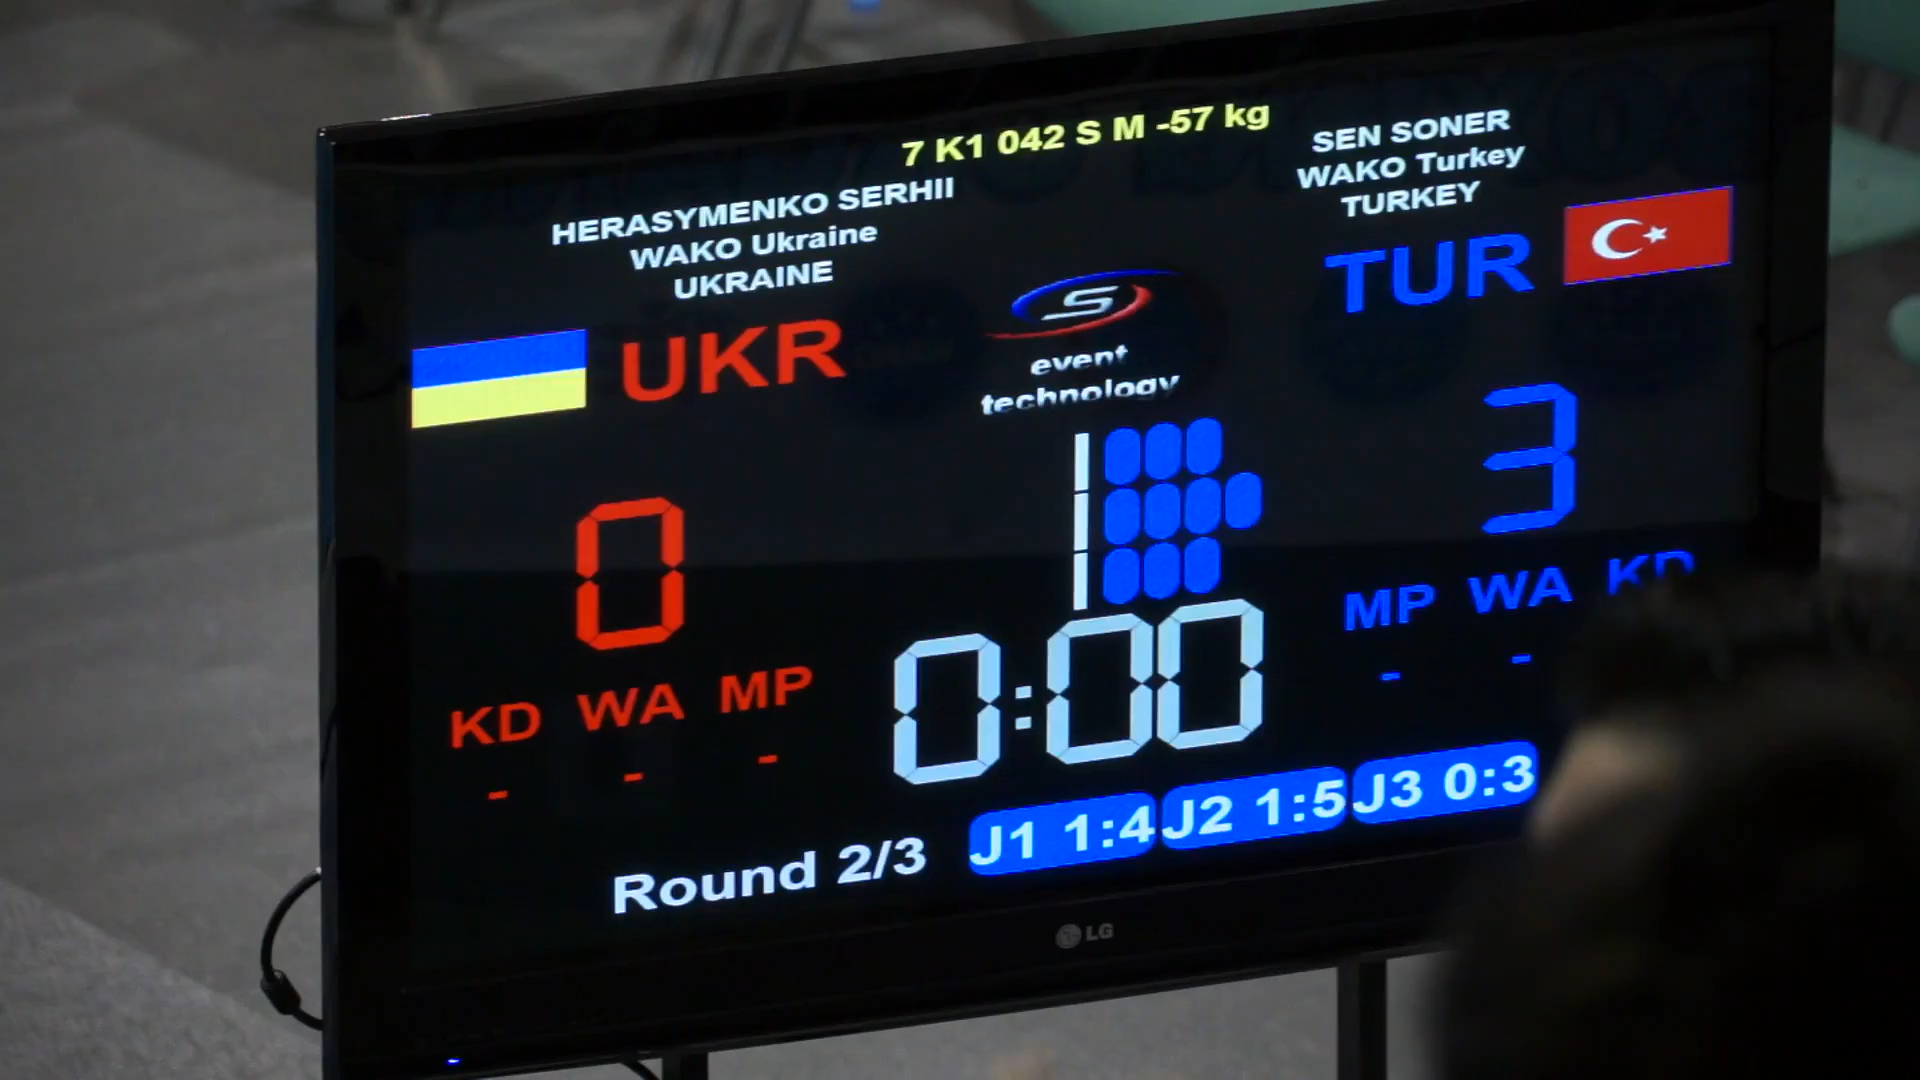 7 K1 042 S M -57 kg
HERASYMENKO SERHII
WAKO Ukraine
UKRAINE
UKR
SEN SONER
WAKO Turkey
TURKEY
TUR
S
event
technology
0
3
KD WA MP
- - -
0:00
MP WA KD
- -
Round 2/3
J1 1:4 J2 1:5 J3 0:3
LG